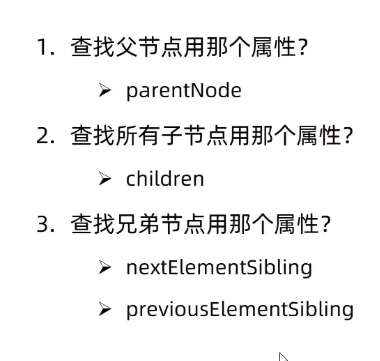 1. 查找父节点用那个属性？
➢ parentNode
2. 查找所有子节点用那个属性？
➢ children
3. 查找兄弟节点用那个属性？
➢ nextElementSibling
➢ previousElementSibling